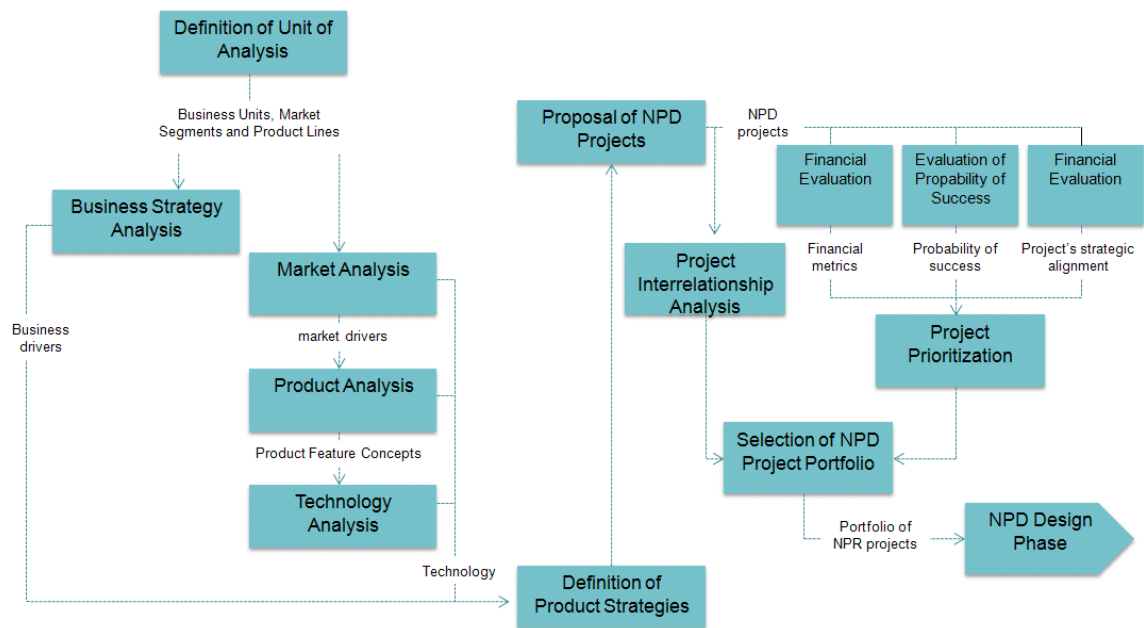 Definition of Unit of
Analysis
Business Units, Market
Segments and Product Lines
Business Strategy
Analysis
Market Analysis
Business
drivers
market drivers
Product Analysis
Product Feature Concepts
Technology
Analysis
Technology
Definition of
Product Strategies
Proposal of NPD
Projects
NPD
projects
Financial
Evaluation
Evaluation of
Propability of
Success
Financial
Evaluation
Project
Interrelationship
Analysis
Financial
metrics
Probability of
success
Project's strategic
alignment
Project
Prioritization
Selection of NPD
Project Portfolio
Portfolio of
NPR projects
NPD Design
Phase